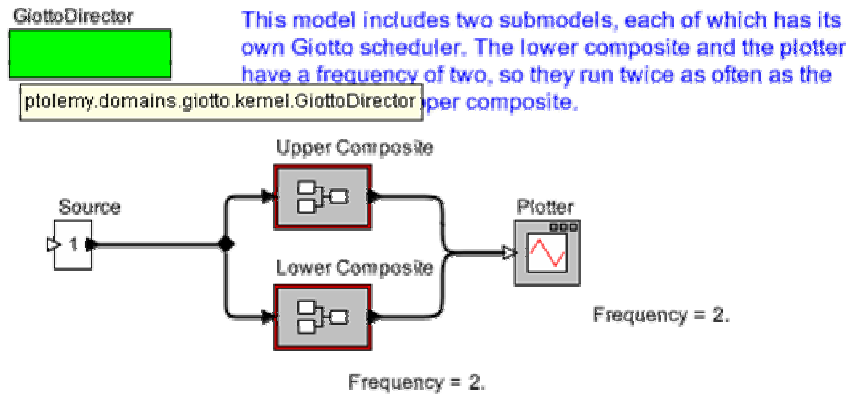 GiottoDirector
This model includes two submodels, each of which has its
own Giotto scheduler. The lower composite and the plotter
have a frequency of two, so they run twice as often as the
ptolemy.domains.giotto.kernel.GiottoDirector
pper composite.
Upper Composite
Source
1
Plotter
Lower Composite
Frequency = 2.
Frequency = 2.